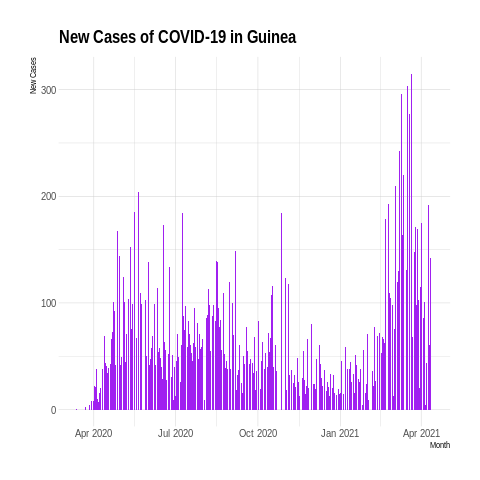 New Cases of COVID-19 in Guinea
New Cases
300
200
100
0
Apr 2020
Jul 2020
Oct 2020
Jan 2021
Apr 2021
Month